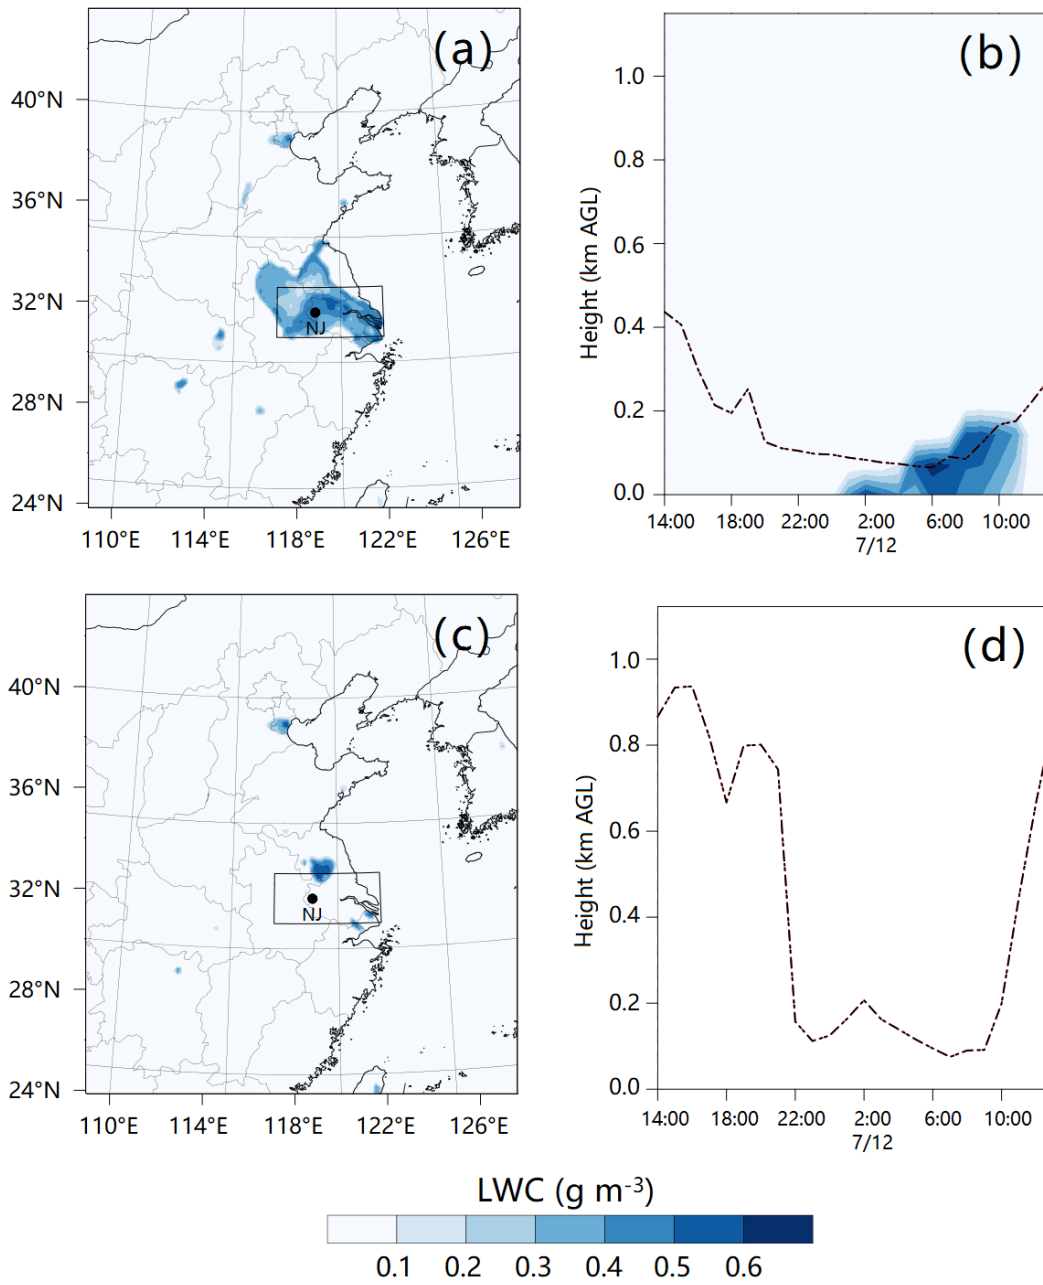 (a)
40°N
36°N
32°N
28°N
24°N
NJ
110°E 114°E 118°E 122°E 126°E
(b)
Height (km AGL)
1.0
0.8
0.6
0.4
0.2
0.0
14:00 18:00 22:00 2:00 6:00 10:00
7/12
(c)
40°N
36°N
32°N
28°N
24°N
NJ
110°E 114°E 118°E 122°E 126°E
(d)
Height (km AGL)
1.0
0.8
0.6
0.4
0.2
0.0
14:00 18:00 22:00 2:00 6:00 10:00
7/12
LWC (g m⁻³)
0.1 0.2 0.3 0.4 0.5 0.6